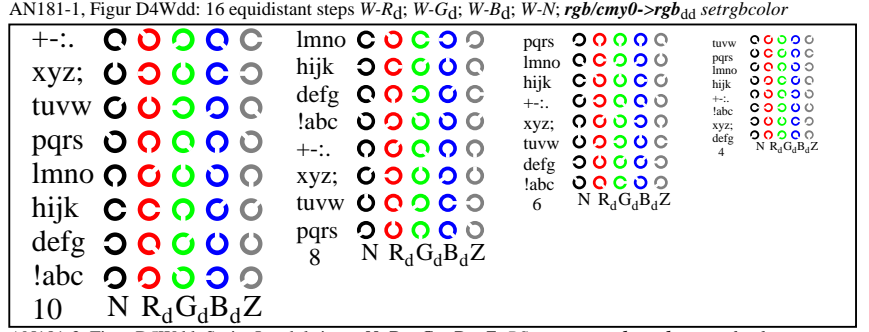 AN181-1, Figur D4Wdd: 16 equidistant steps W-Rd; W-Gd; W-Bd; W-N; rgb/cmy0->rgbdd setrgbcolor
+-:.
xyz;
tuvw
pqrs
lmno
hijk
defg
!abc
10 N RdGdBdZ
lmno
hijk
defg
!abc
+-:.
xyz;
tuvw
pqrs
8 N RdGdBdZ
pqrs
lmno
hijk
+-:.
xyz;
tuvw
defg
!abc
6 N RdGdBdZ
tuvw
pqrs
lmno
hijk
+-:.
!abc
xyz;
defg
4 N RdGdBdZ